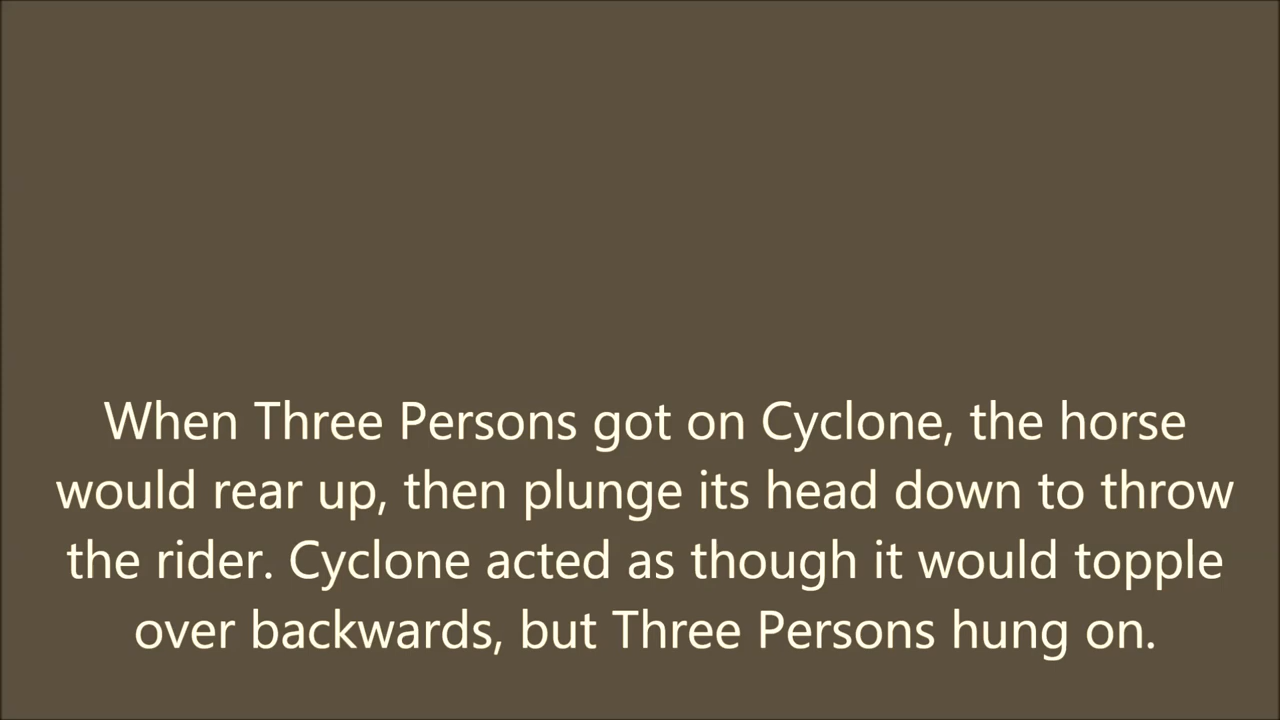 When Three Persons got on Cyclone, the horse
would rear up, then plunge its head down to throw
the rider. Cyclone acted as though it would topple
over backwards, but Three Persons hung on.